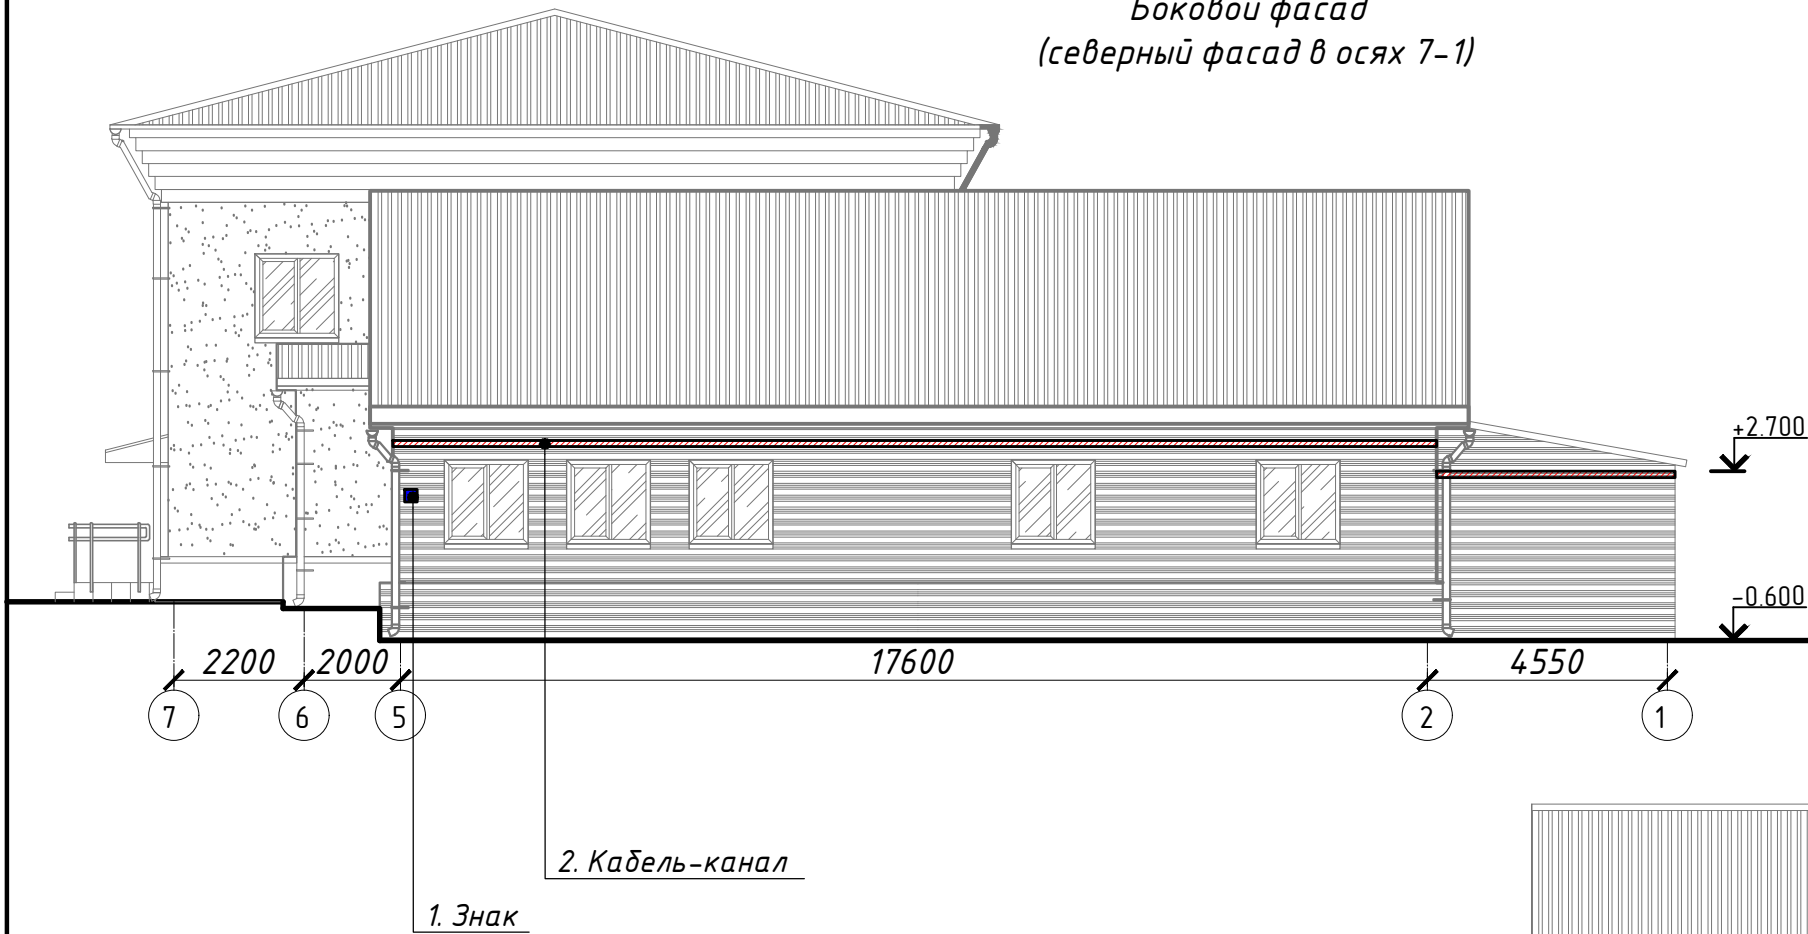 Боковой фасад
(северный фасад в осях 7-1)
+2.700
-0.600
2200 2000 17600 4550
7 6 5 2 1
2. Кабель-канал
1. Знак